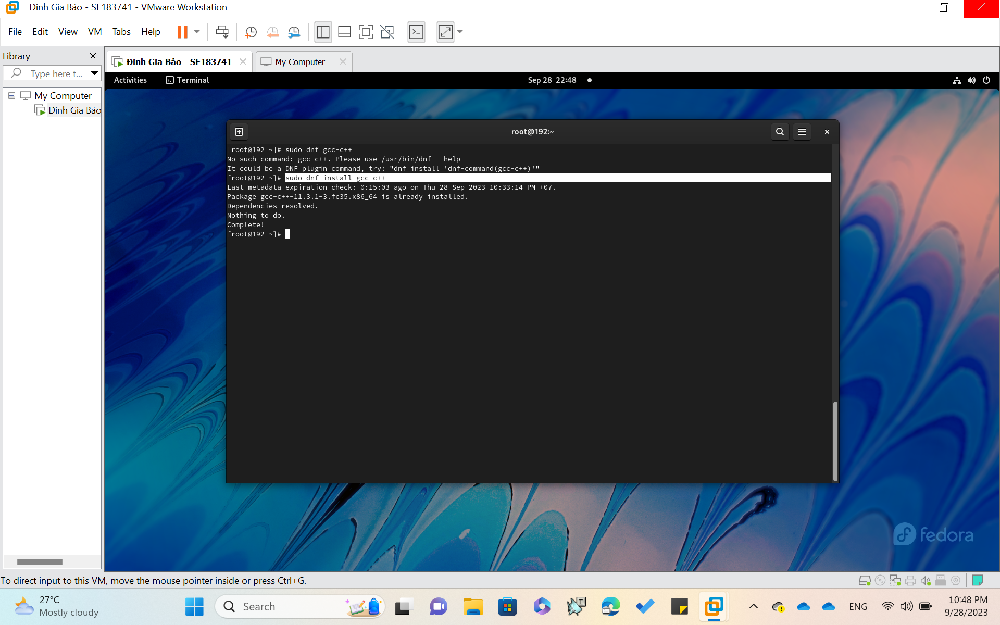 Đinh Gia Bảo - SE183741 - VMware Workstation
File Edit View VM Tabs Help
Library
Type here t...
My Computer
Đinh Gia Bảo
Đinh Gia Bảo - SE183741
My Computer
Activities Terminal Sep 28 22:48
root@192:~
[root@192 ~]# sudo dnf gcc-c++
No such command: gcc-c++. Please use /usr/bin/dnf --help
It could be a DNF plugin command, try: "dnf install 'dnf-command(gcc-c++)'"
[root@192 ~]# sudo dnf install gcc-c++
Last metadata expiration check: 0:15:03 ago on Thu 28 Sep 2023 10:33:14 PM +07.
Package gcc-c++-11.3.1-3.fc35.x86_64 is already installed.
Dependencies resolved.
Nothing to do.
Complete!
[root@192 ~]#
fedora
To direct input to this VM, move the mouse pointer inside or press Ctrl+G.
27°C
Mostly cloudy
Search
T
ENG
10:48 PM
9/28/2023